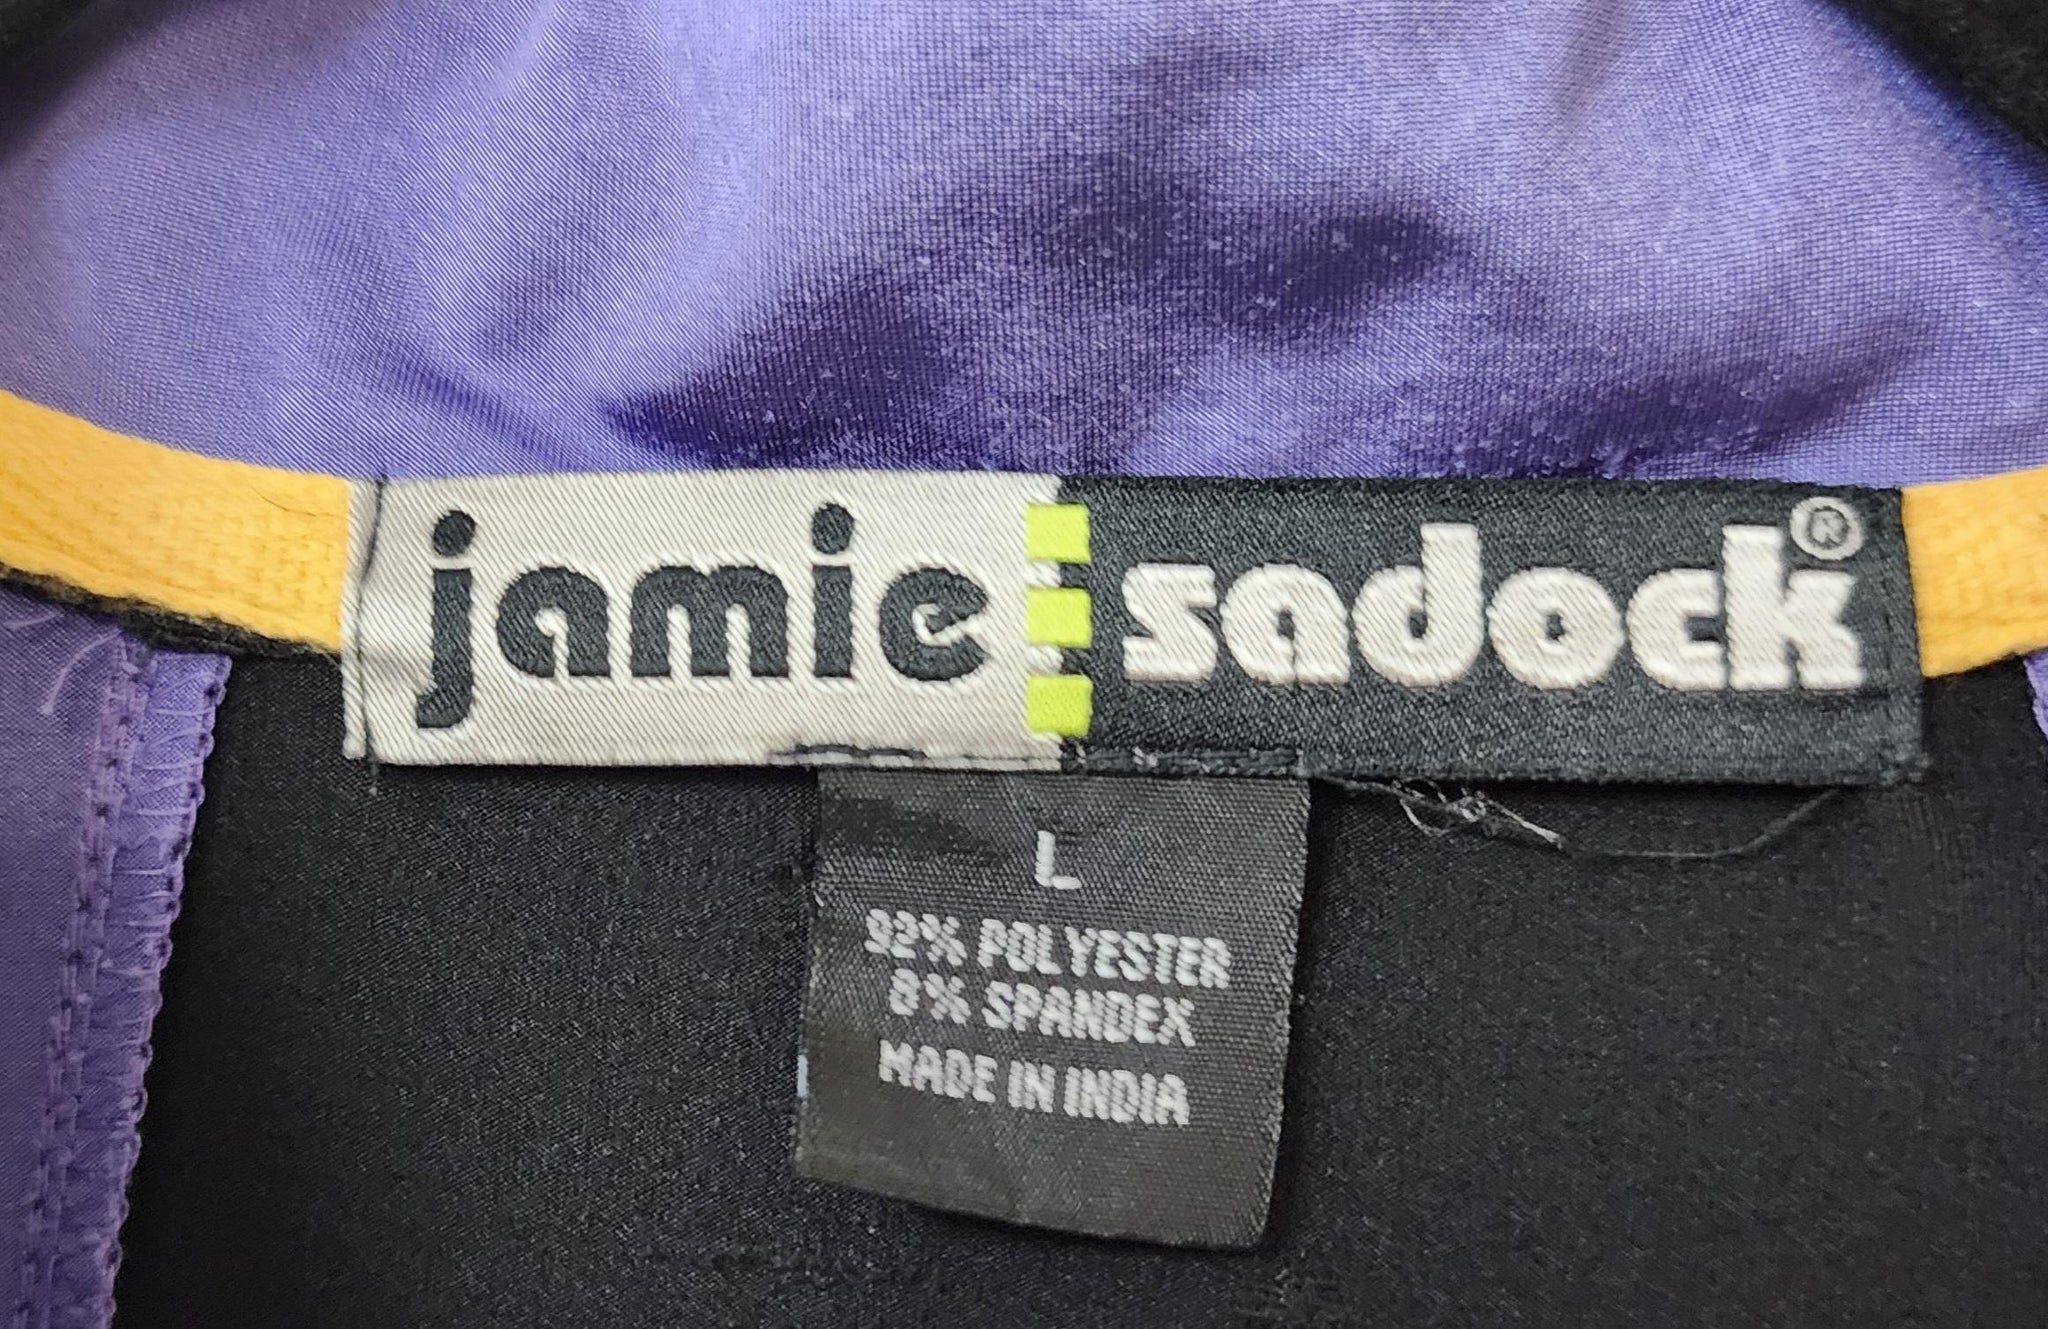 jamie sadock®
L
92% POLYESTER
8% SPANDEX
MADE IN INDIA